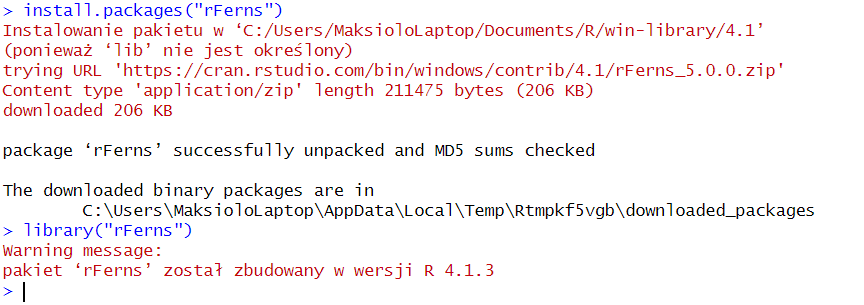 > install.packages("rFerns")
Instalowanie pakietu w ‘C:/Users/MaksioloLaptop/Documents/R/win-library/4.1’
(ponieważ ‘lib’ nie jest określony)
trying URL 'https://cran.rstudio.com/bin/windows/contrib/4.1/rFerns_5.0.0.zip'
Content type 'application/zip' length 211475 bytes (206 KB)
downloaded 206 KB
package ‘rFerns’ successfully unpacked and MD5 sums checked
The downloaded binary packages are in
C:\Users\MaksioloLaptop\AppData\Local\Temp\Rtmpkf5vgb\downloaded_packages
> library("rFerns")
Warning message:
pakiet ‘rFerns’ został zbudowany w wersji R 4.1.3
>